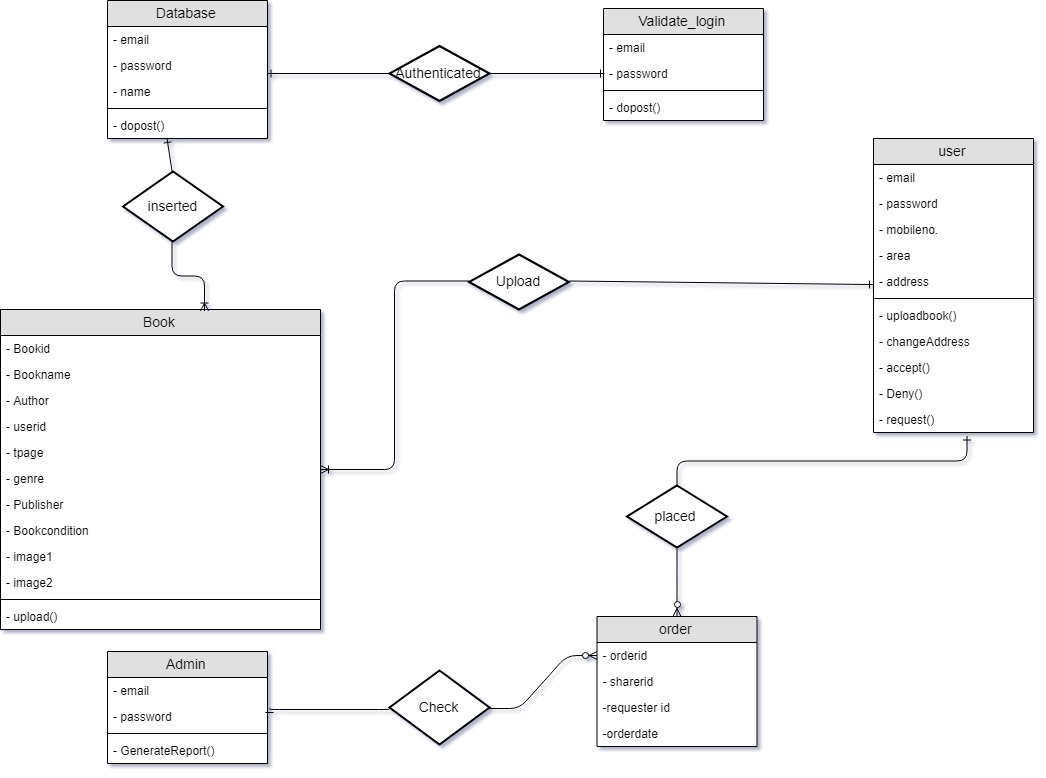 Database
- email
- password
- name
- dopost()
Authenticated
Validate_login
- email
- password
- dopost()
inserted
user
- email
- password
- mobileno.
- area
- address
- uploadbook()
- changeAddress
- accept()
- Deny()
- request()
Upload
Book
- Bookid
- Bookname
- Author
- userid
- tpage
- genre
- Publisher
- Bookcondition
- image1
- image2
- upload()
placed
order
- orderid
- sharerid
-requester id
-orderdate
Admin
- email
- password
- GenerateReport()
Check